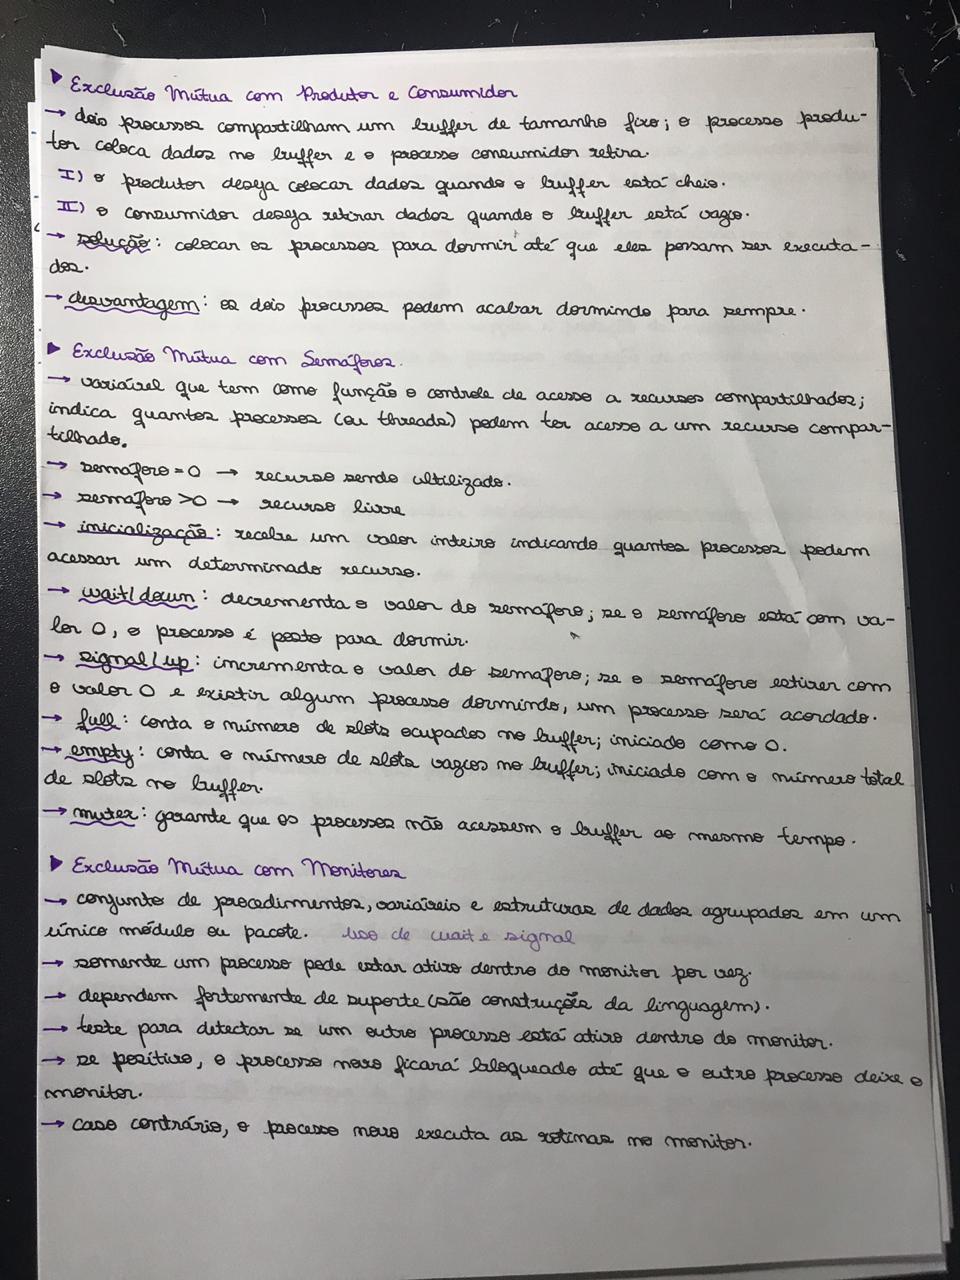 ▶ Exclusão Mútua com Produtor e Consumidor
→ dois processos compartilham um buffer de tamanho fixo; o processo produ-
tor coloca dados no buffer e o processo consumidor retira.
I) o produtor deseja colocar dados quando o buffer está cheio.
II) o consumidor deseja retirar dados quando o buffer está vago.
→ solução: colocar os processos para dormir até que eles possam ser executa-
dos.
→ desvantagem: os dois processos podem acabar dormindo para sempre.
▶ Exclusão Mútua com Semáforos.
→ variável que tem como função o controle de acesso a recursos compartilhados;
indica quantos processos (ou threads) podem ter acesso a um recurso compar-
tilhado.
→ semáforo = 0 → recurso sendo ultilizado.
→ semáforo >0 → recurso livre
→ inicialização: recebe um valor inteiro indicando quantos processos podem
acessar um determinado recurso.
→ wait/down: decrementa o valor do semáforo; se o semáforo está com va-
lor 0, o processo é posto para dormir.
→ signal/up: incrementa o valor do semáforo; se o semáforo estiver com
o valor 0 e existir algum processo dormindo, um processo será acordado.
→ full: conta o número de slots ocupados no buffer; iniciado como 0.
→ empty: conta o número de slots vagos no buffer; iniciado com o número total
de slots no buffer.
→ mutex: garante que os processos não acessem o buffer ao mesmo tempo.
▶ Exclusão Mútua com Monitores
→ conjunto de procedimentos, variáveis e estruturas de dados agrupados em um
único módulo ou pacote. Uso de wait e signal
→ somente um processo pode estar ativo dentro do monitor por vez.
→ dependem fortemente de suporte (são construções da linguagem).
→ teste para detectar se um outro processo está ativo dentro do monitor.
→ se positivo, o processo novo ficará bloqueado até que o outro processo deixe o
monitor.
→ caso contrário, o processo novo executa as rotinas no monitor.